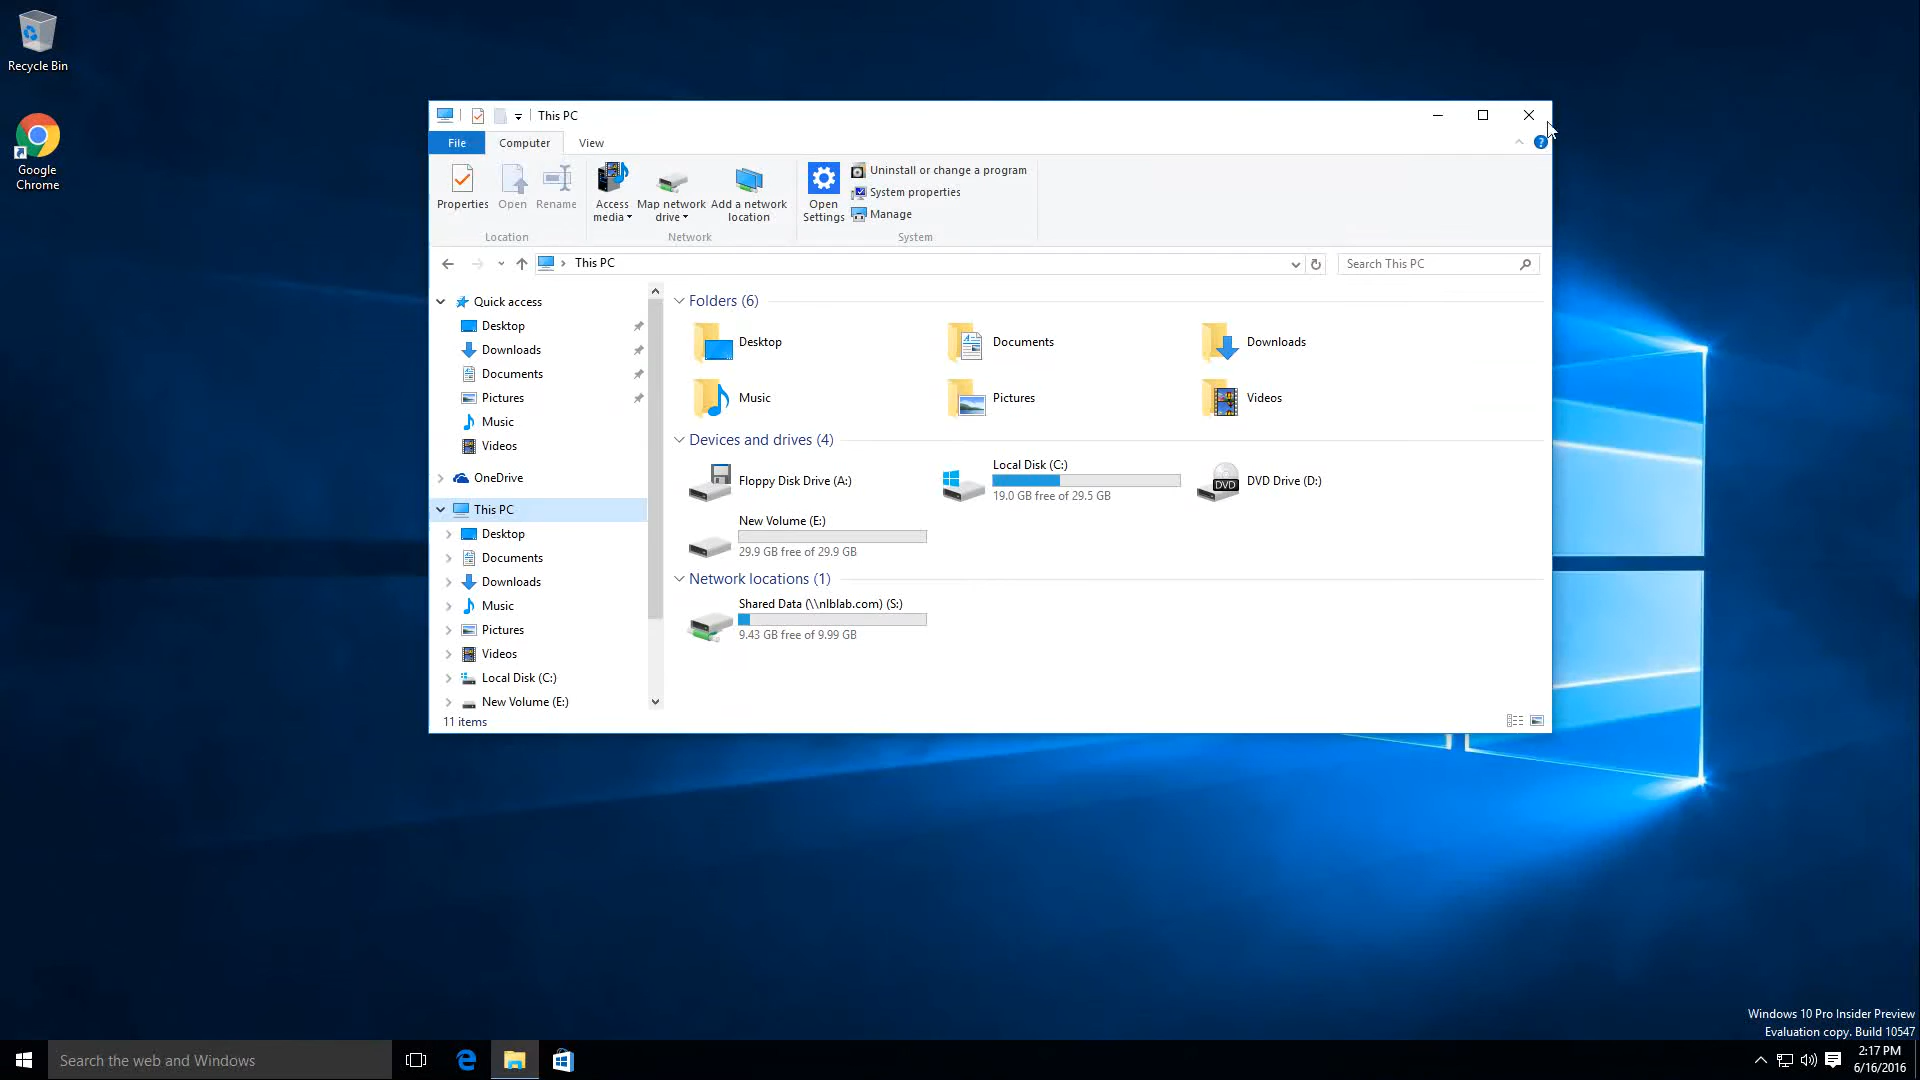 Recycle Bin
Google
Chrome
This PC
File
Computer
View
Properties
Open
Rename
Access
media
Map network
drive
Add a network
location
Open
Settings
Uninstall or change a program
System properties
Manage
Location
Network
System
This PC
Search This PC
Quick access
Desktop
Downloads
Documents
Pictures
Music
Videos
OneDrive
This PC
Desktop
Documents
Downloads
Music
Pictures
Videos
Local Disk (C:)
New Volume (E:)
11 items
Folders (6)
Desktop
Documents
Downloads
Music
Pictures
Videos
Devices and drives (4)
Floppy Disk Drive (A:)
Local Disk (C:)
19.0 GB free of 29.5 GB
DVD
DVD Drive (D:)
New Volume (E:)
29.9 GB free of 29.9 GB
Network locations (1)
Shared Data (\\nlblab.com) (S:)
9.43 GB free of 9.99 GB
Windows 10 Pro Insider Preview
Evaluation copy. Build 10547
Search the web and Windows
2:17 PM
6/16/2016